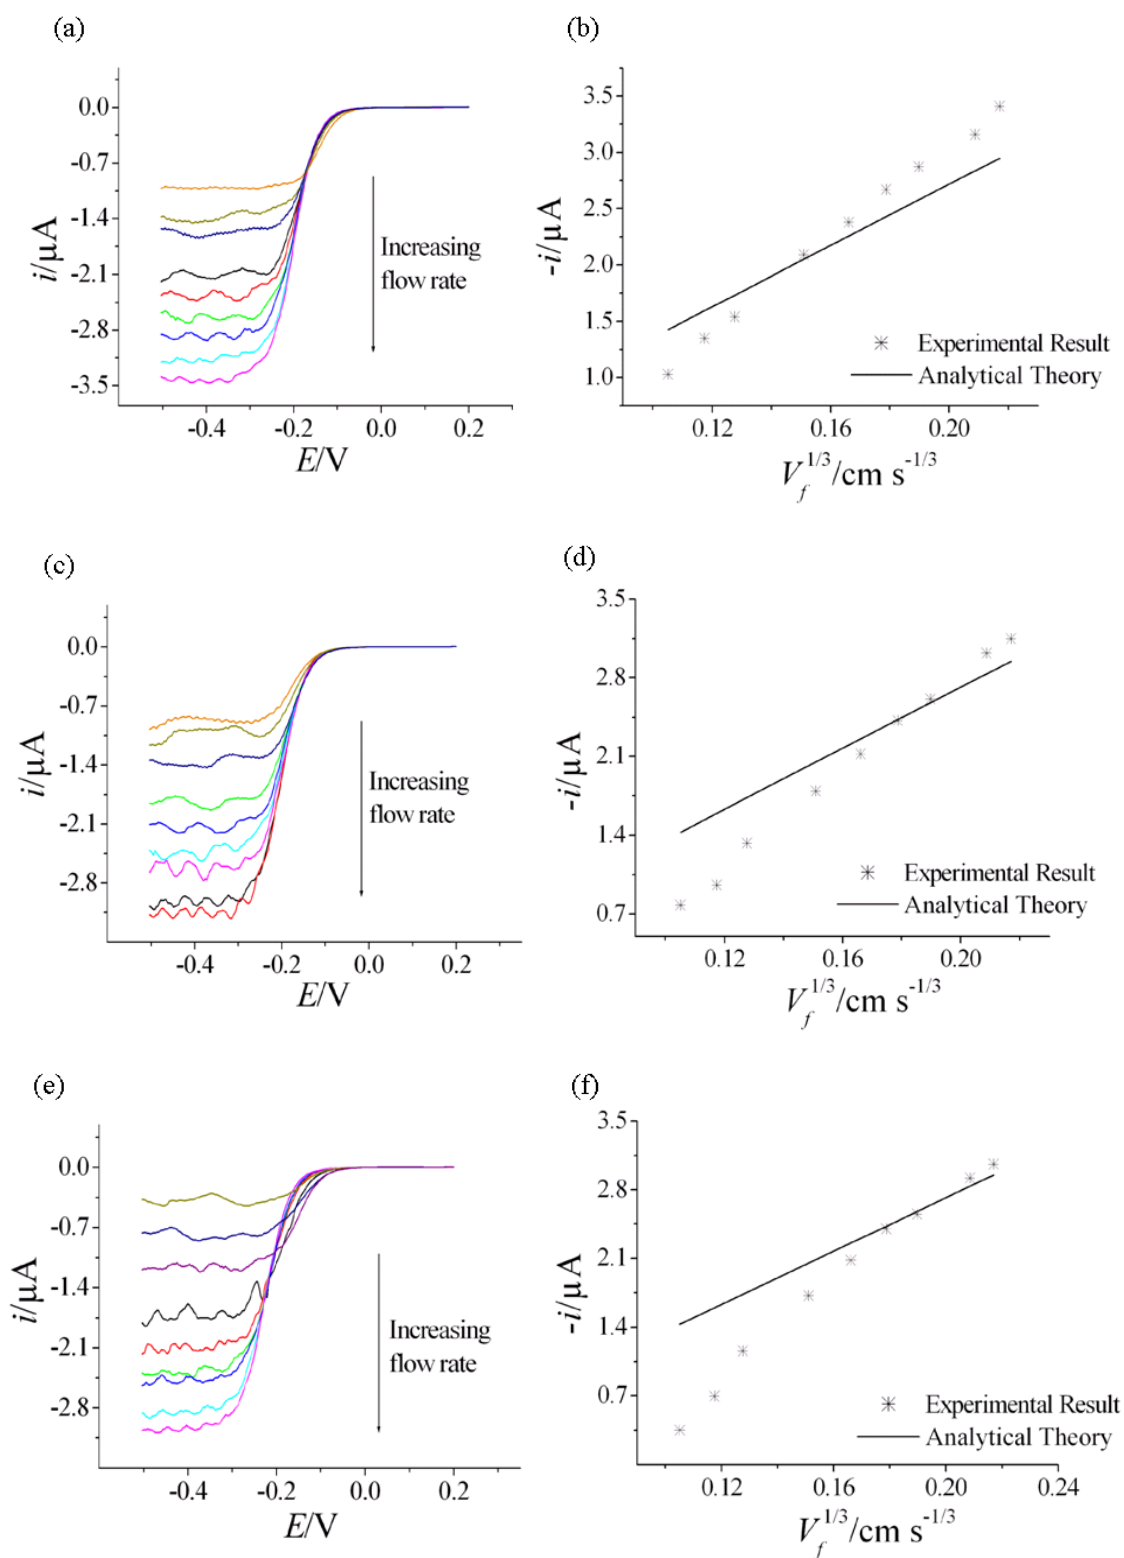 (a)
0.0
-0.7
-1.4
-2.1
-2.8
-3.5
i/μA
Increasing
flow rate
-0.4 -0.2 0.0 0.2
E/V
(b)
3.5
3.0
2.5
2.0
1.5
1.0
-i/μA
Experimental Result
Analytical Theory
0.12 0.16 0.20
V_f^1/3/cm s^-1/3
(c)
0.0
-0.7
-1.4
-2.1
-2.8
i/μA
Increasing
flow rate
-0.4 -0.2 0.0 0.2
E/V
(d)
3.5
2.8
2.1
1.4
0.7
-i/μA
Experimental Result
Analytical Theory
0.12 0.16 0.20
V_f^1/3/cm s^-1/3
(e)
0.0
-0.7
-1.4
-2.1
-2.8
i/μA
Increasing
flow rate
-0.4 -0.2 0.0 0.2
E/V
(f)
3.5
2.8
2.1
1.4
0.7
-i/μA
Experimental Result
Analytical Theory
0.12 0.16 0.20 0.24
V_f^1/3/cm s^-1/3